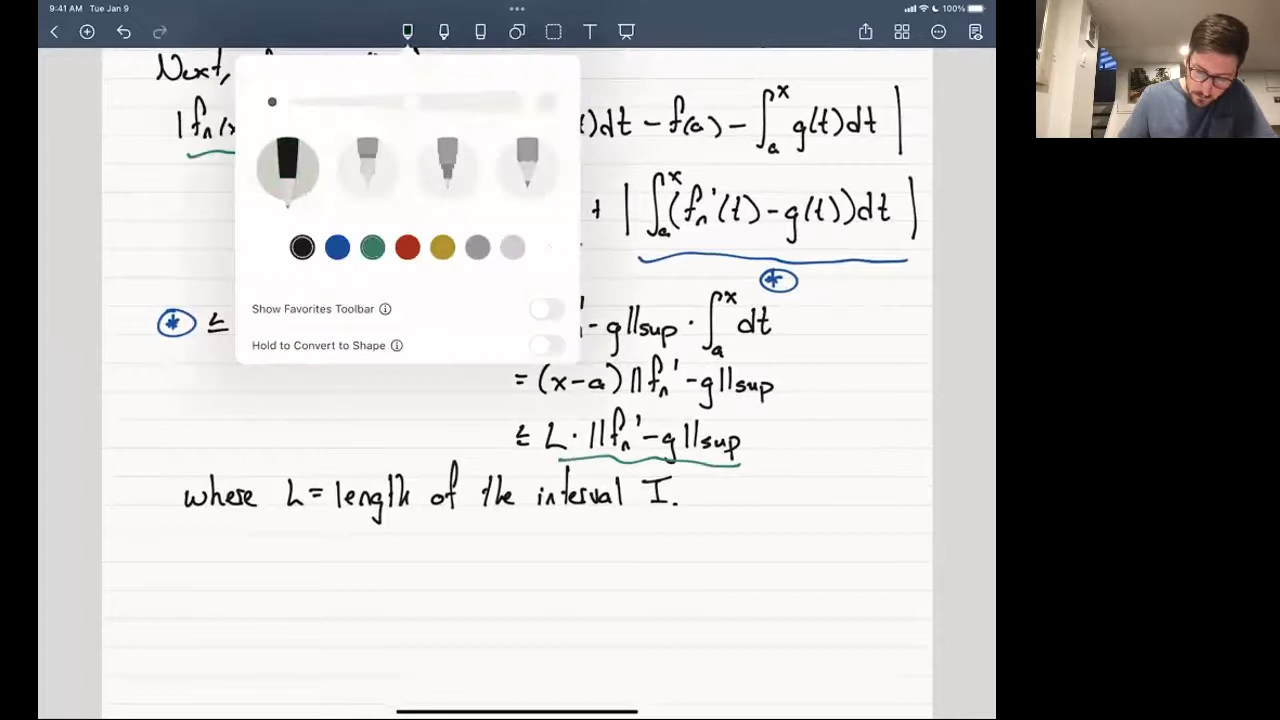 9:41 AM Tue Jan 9
100%
Next,
|fₙ(x
)dt − f(a) − ∫ₐˣ g(t)dt |
+ | ∫ₐˣ (fₙ'(t) − g(t))dt |
*
Show Favorites Toolbar
Hold to Convert to Shape
* ≤
' − g||sup · ∫ₐˣ dt
= (x−a) ||fₙ' − g||sup
≤ L · ||fₙ' − g||sup
where L = length of the interval I.